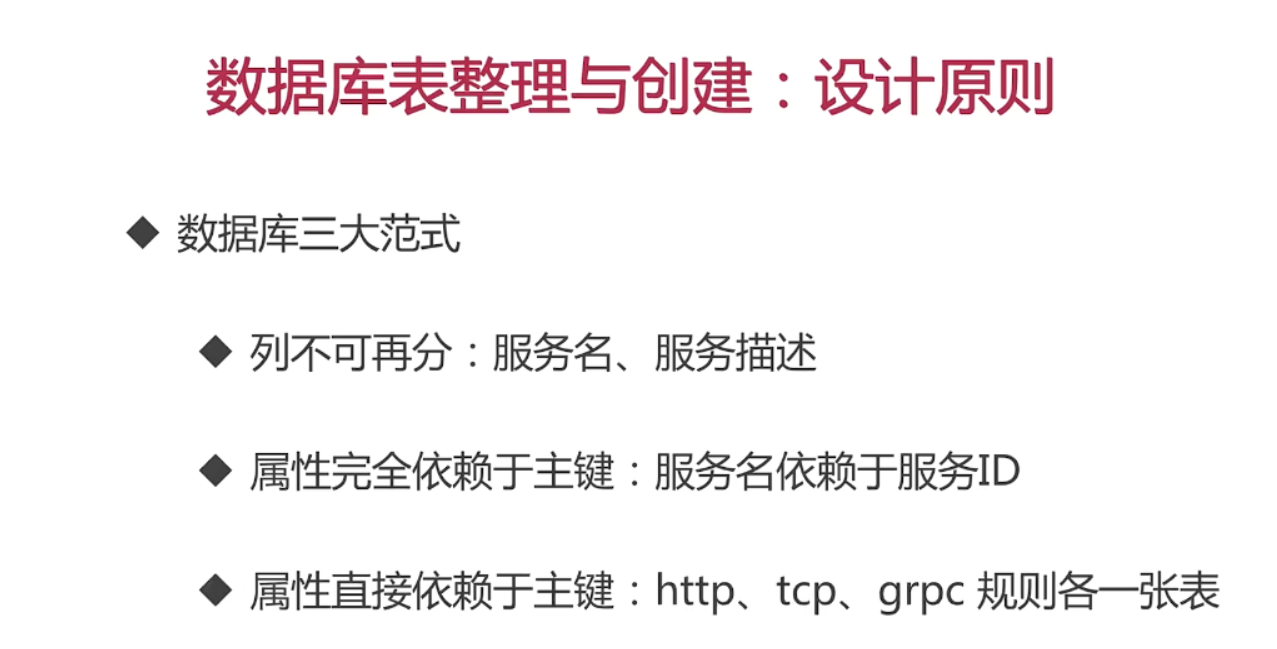 数据库表整理与创建：设计原则
◆ 数据库三大范式
◆ 列不可再分：服务名、服务描述
◆ 属性完全依赖于主键：服务名依赖于服务ID
◆ 属性直接依赖于主键：http、tcp、grpc 规则各一张表